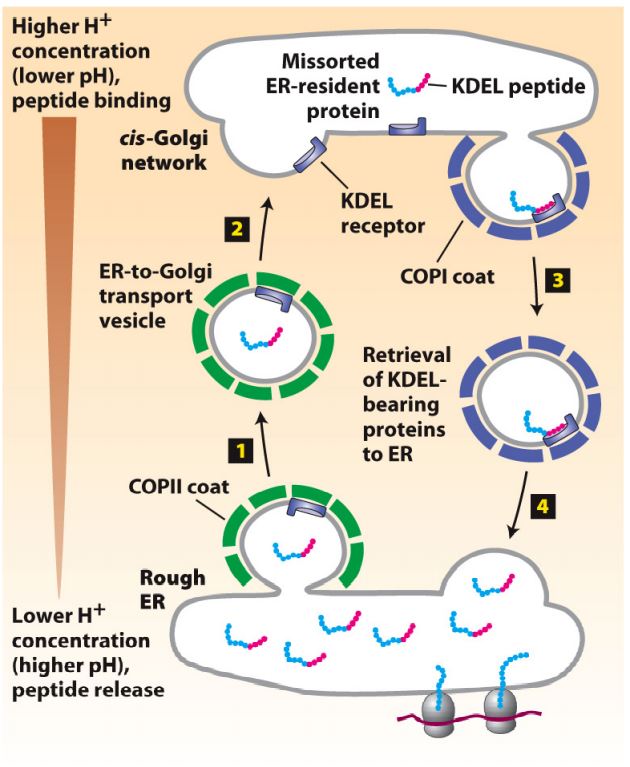 Higher H+
concentration
(lower pH),
peptide binding
Missorted
ER-resident
protein
KDEL peptide
cis-Golgi
network
KDEL
receptor
COPI coat
2
3
ER-to-Golgi
transport
vesicle
Retrieval
of KDEL-
bearing
proteins
to ER
1
COPII coat
4
Rough
ER
Lower H+
concentration
(higher pH),
peptide release